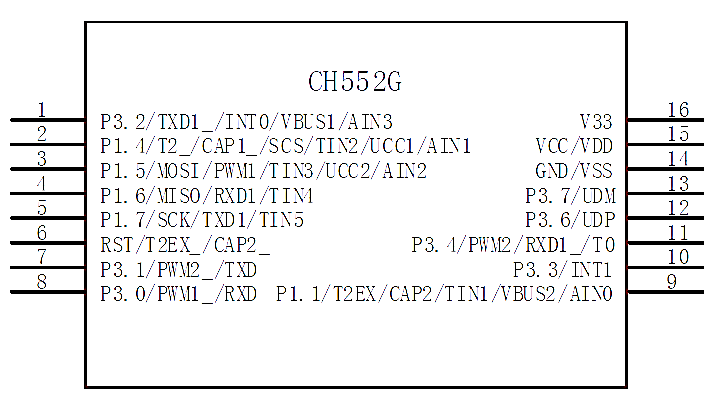 CH552G
1 P3.2/TXD1_/INT0/VBUS1/AIN3 V33 16
2 P1.4/T2_/CAP1_/SCS/TIN2/UCC1/AIN1 VCC/VDD 15
3 P1.5/MOSI/PWM1/TIN3/UCC2/AIN2 GND/VSS 14
4 P1.6/MISO/RXD1/TIN4 P3.7/UDM 13
5 P1.7/SCK/TXD1/TIN5 P3.6/UDP 12
6 RST/T2EX_/CAP2_ P3.4/PWM2/RXD1_/T0 11
7 P3.1/PWM2_/TXD P3.3/INT1 10
8 P3.0/PWM1_/RXD P1.1/T2EX/CAP2/TIN1/VBUS2/AIN0 9